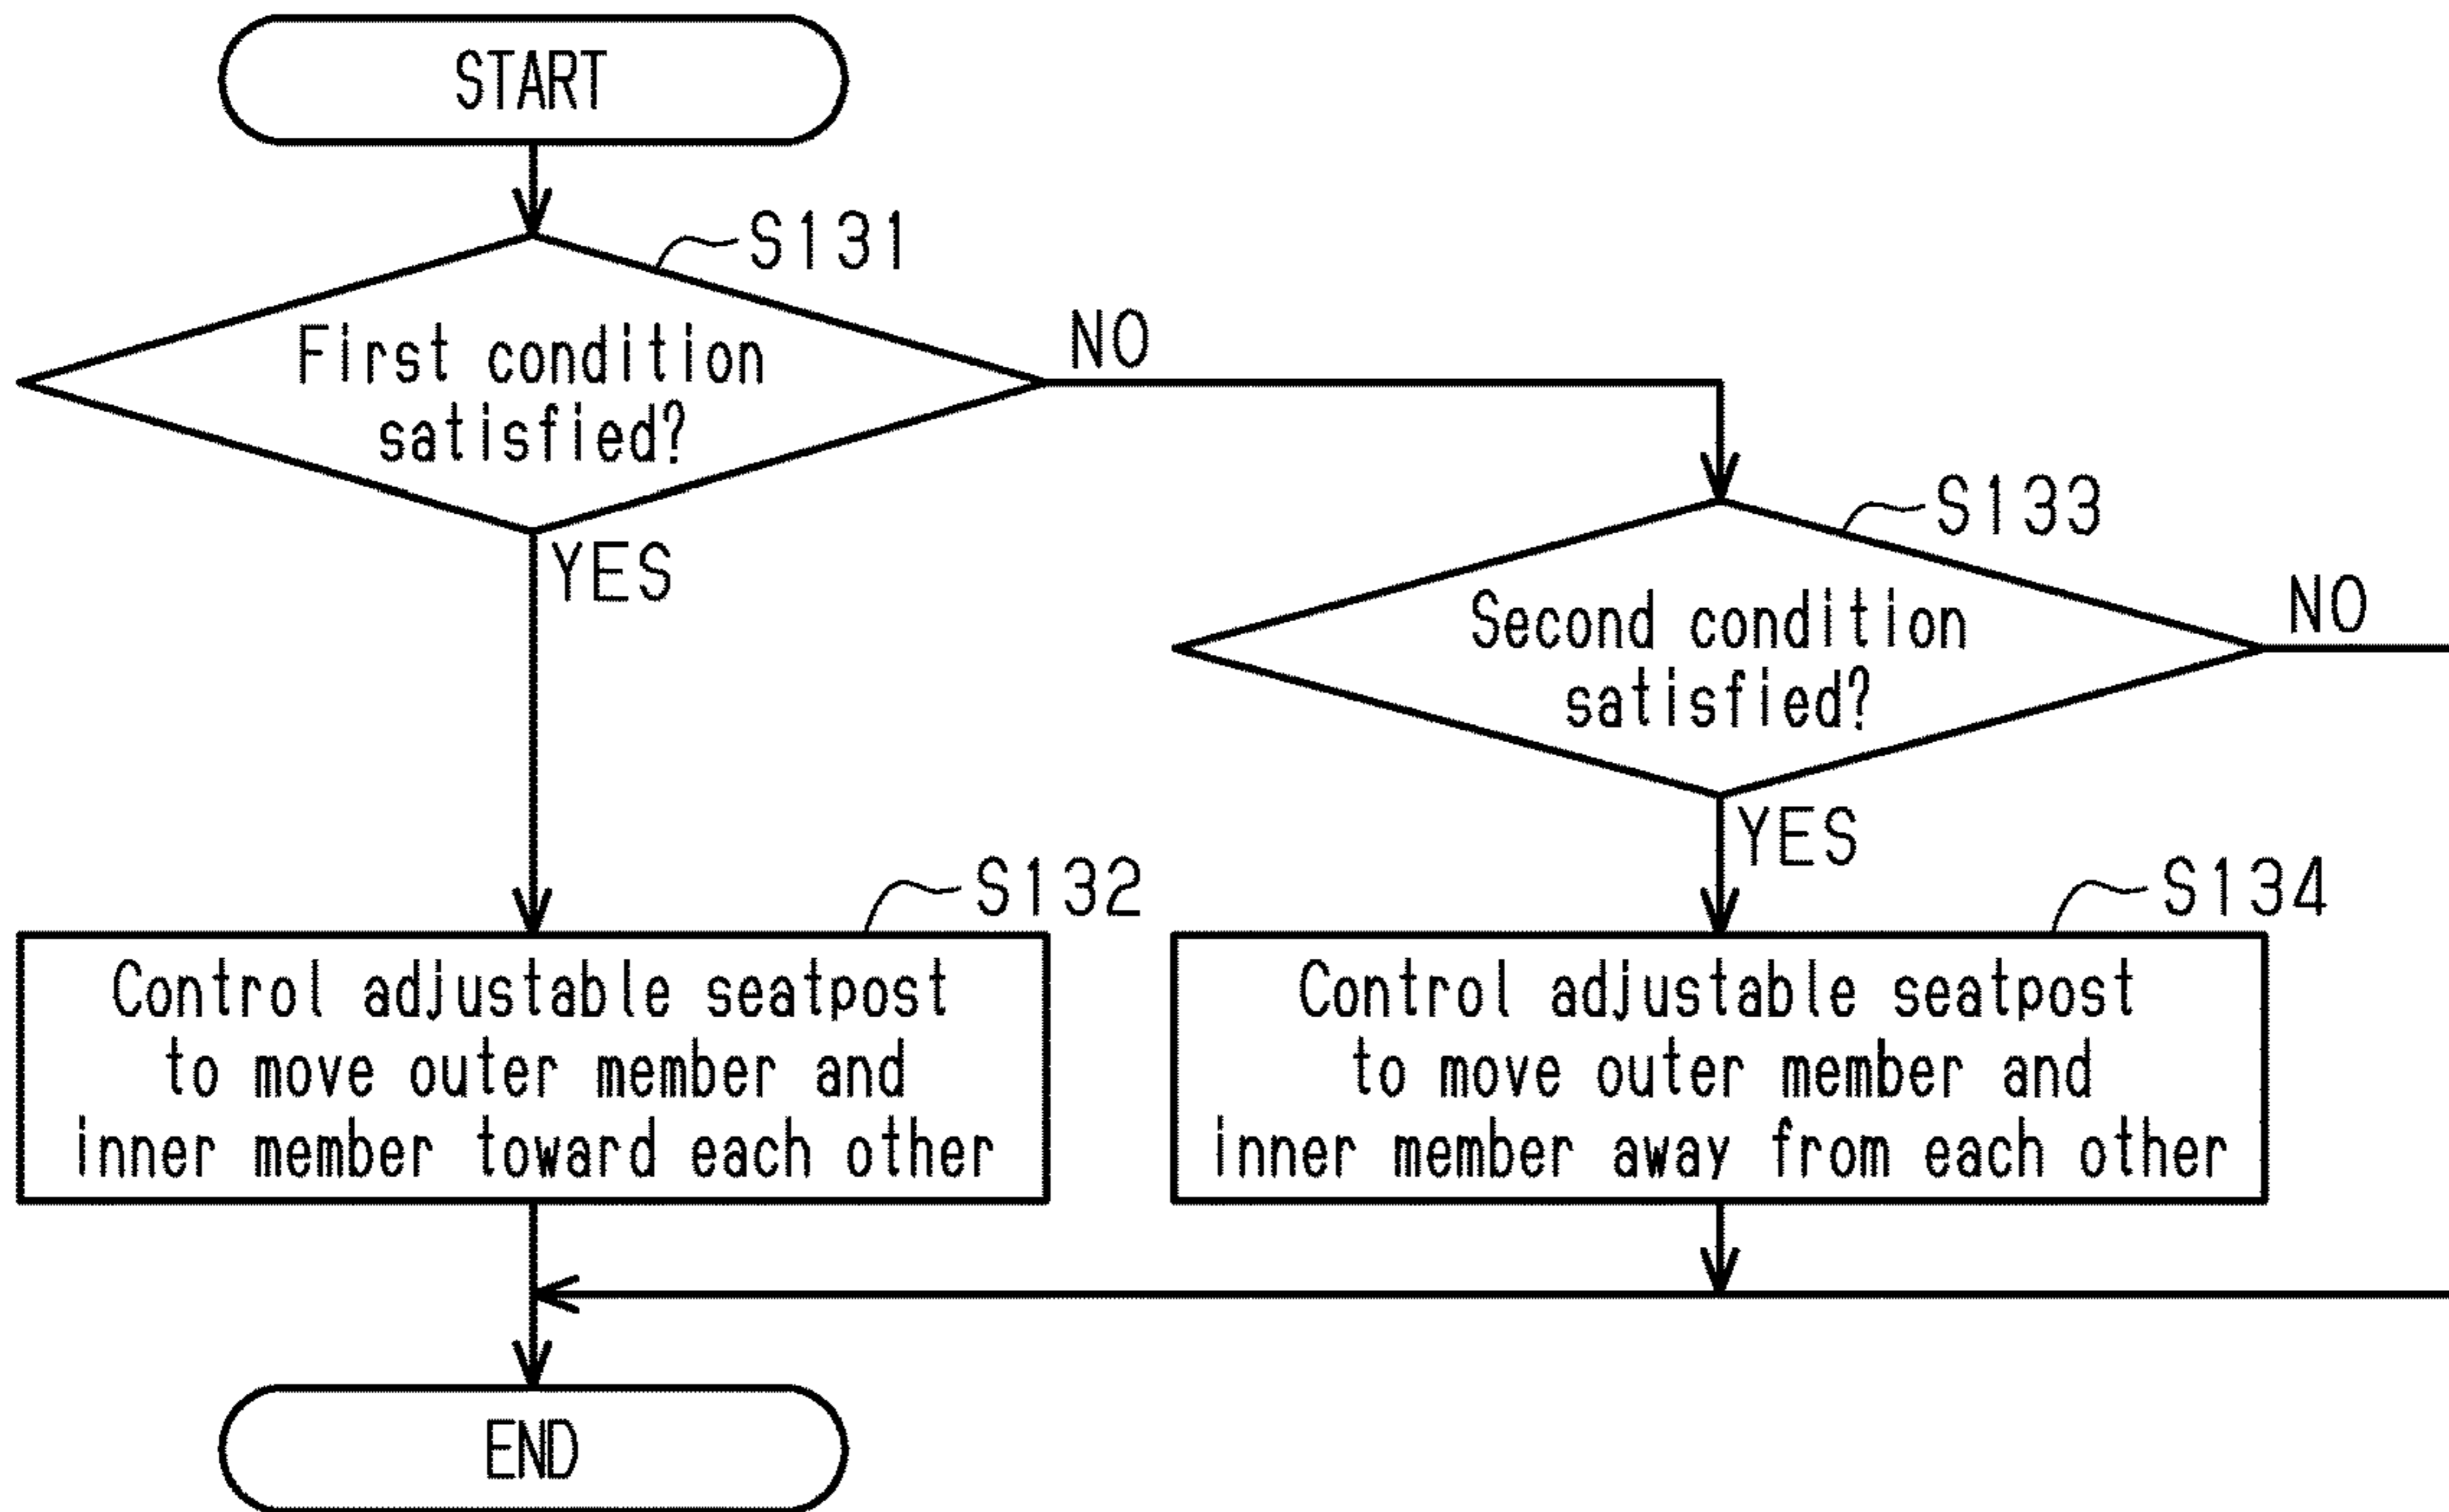 START
S131
First condition
satisfied?
NO
YES
S133
Second condition
satisfied?
NO
YES
S132
Control adjustable seatpost
to move outer member and
inner member toward each other
S134
Control adjustable seatpost
to move outer member and
inner member away from each other
END